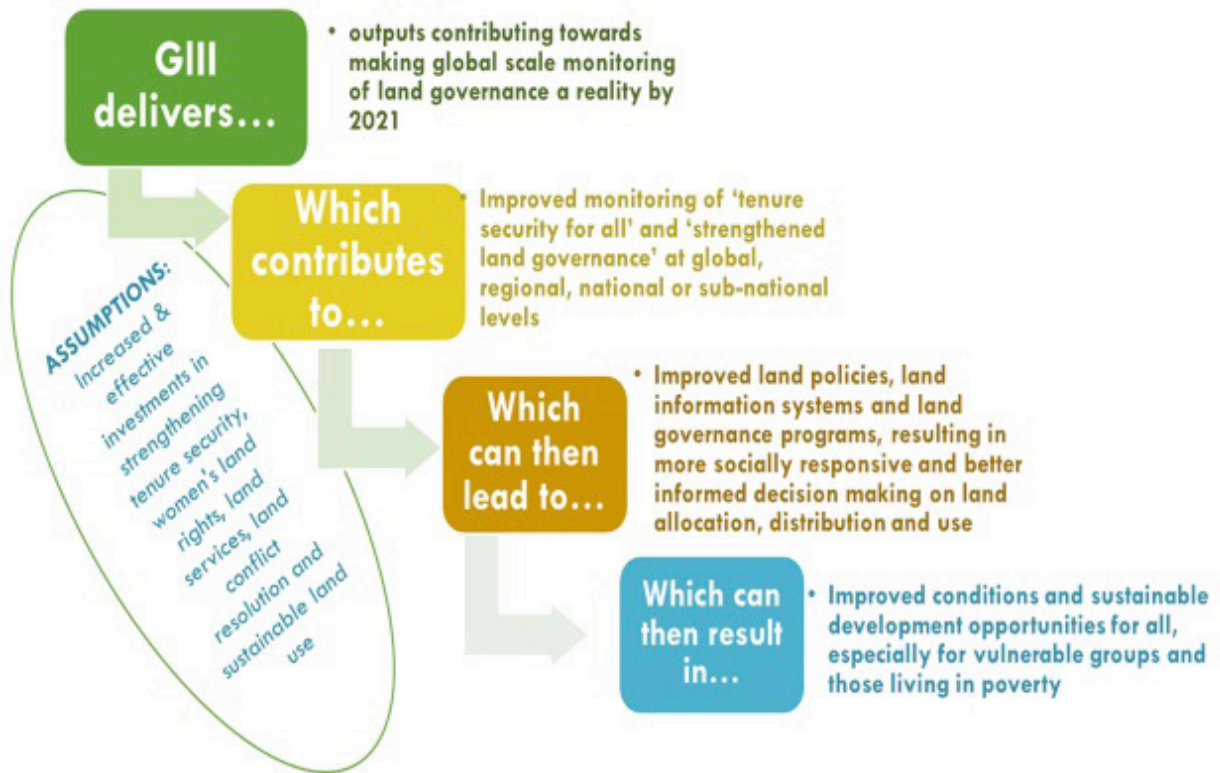 GIII
delivers...
• outputs contributing towards
making global scale monitoring
of land governance a reality by
2021
Which
contributes
to...
• Improved monitoring of ‘tenure
security for all’ and ‘strengthened
land governance’ at global,
regional, national or sub-national
levels
Which
can then
lead to...
• Improved land policies, land
information systems and land
governance programs, resulting in
more socially responsive and better
informed decision making on land
allocation, distribution and use
Which can
then result
in...
• Improved conditions and sustainable
development opportunities for all,
especially for vulnerable groups and
those living in poverty
ASSUMPTIONS:
Increased &
effective
investments in
strengthening
tenure security,
women's land
rights, land
services, land
conflict
resolution and
sustainable land
use